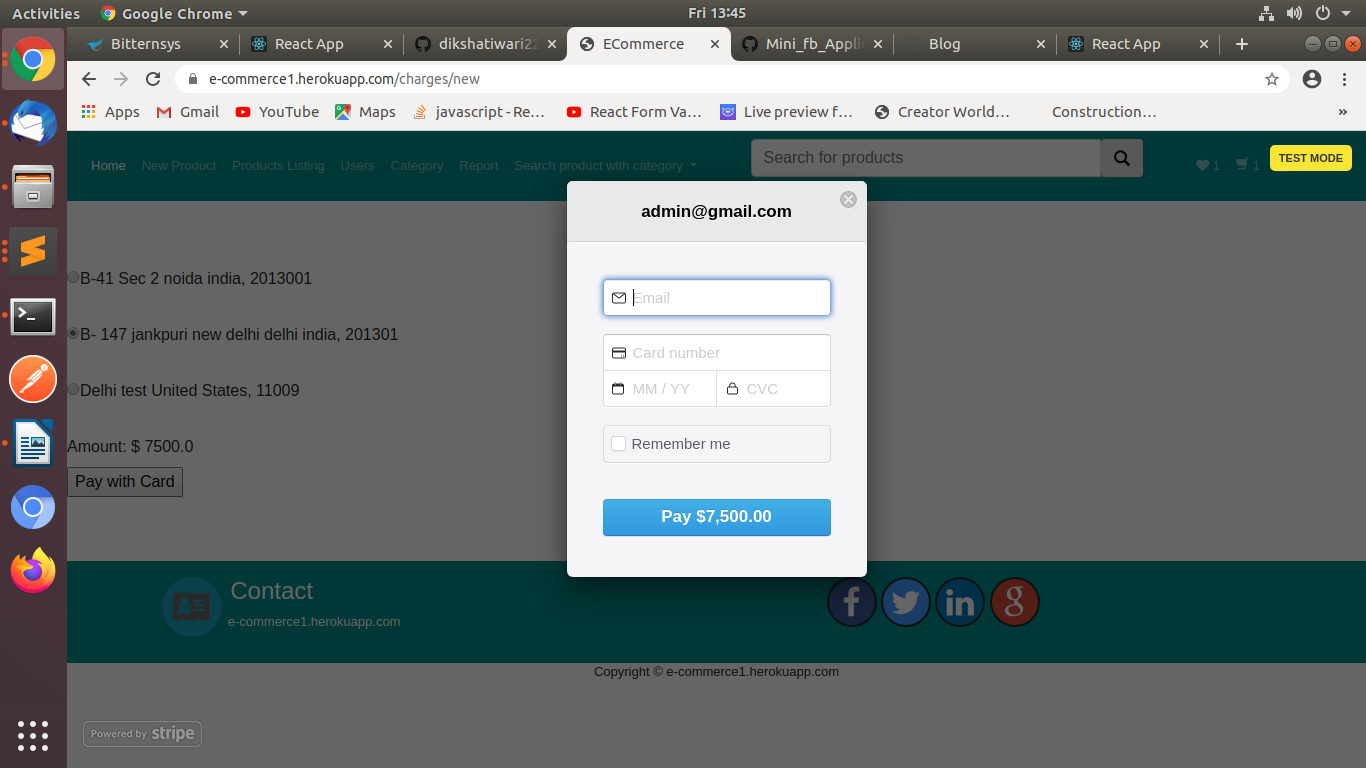 Activities Google Chrome Fri 13:45
Bitternsys React App dikshatiwari22 ECommerce Mini_fb_Appli Blog React App
e-commerce1.herokuapp.com/charges/new
Apps Gmail YouTube Maps javascript - Re... React Form Va... Live preview f... Creator World... Construction... »
Home New Product Products Listing Users Category Report Search product with category Search for products 1 1 TEST MODE
admin@gmail.com
B-41 Sec 2 noida india, 2013001
Email
B- 147 jankpuri new delhi delhi india, 201301
Card number
MM / YY CVC
Delhi test United States, 11009
Remember me
Amount: $ 7500.0
Pay with Card
Pay $7,500.00
Contact
e-commerce1.herokuapp.com
Copyright © e-commerce1.herokuapp.com
Powered by stripe